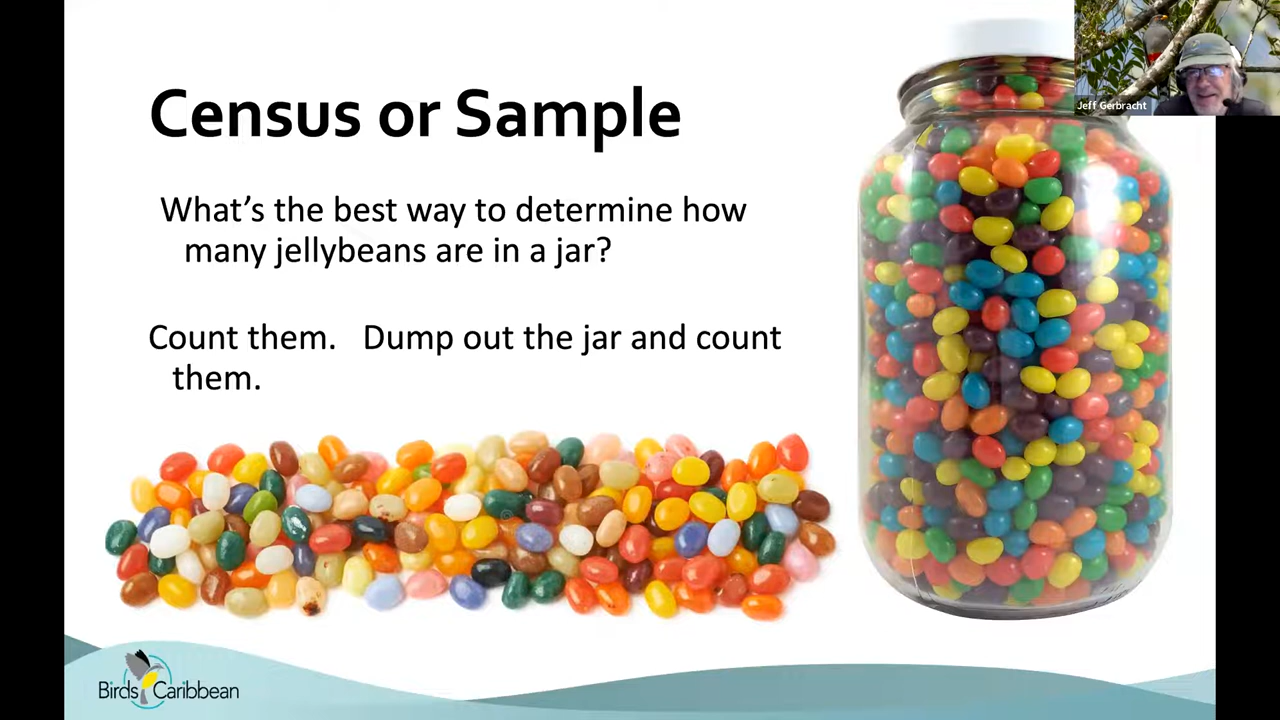 Census or Sample
Jeff Gerbracht
What’s the best way to determine how
many jellybeans are in a jar?
Count them. Dump out the jar and count
them.
Birds Caribbean